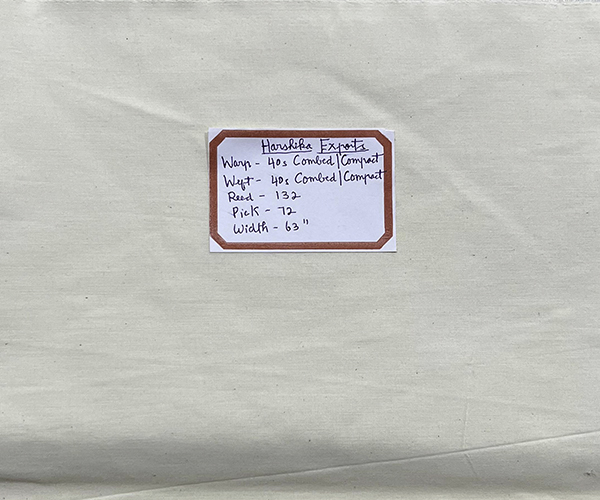 Harshika Exports
Warp - 40s Combed|Compact
Weft - 40s Combed|Compact
Reed - 132
Pick - 72
Width - 63"